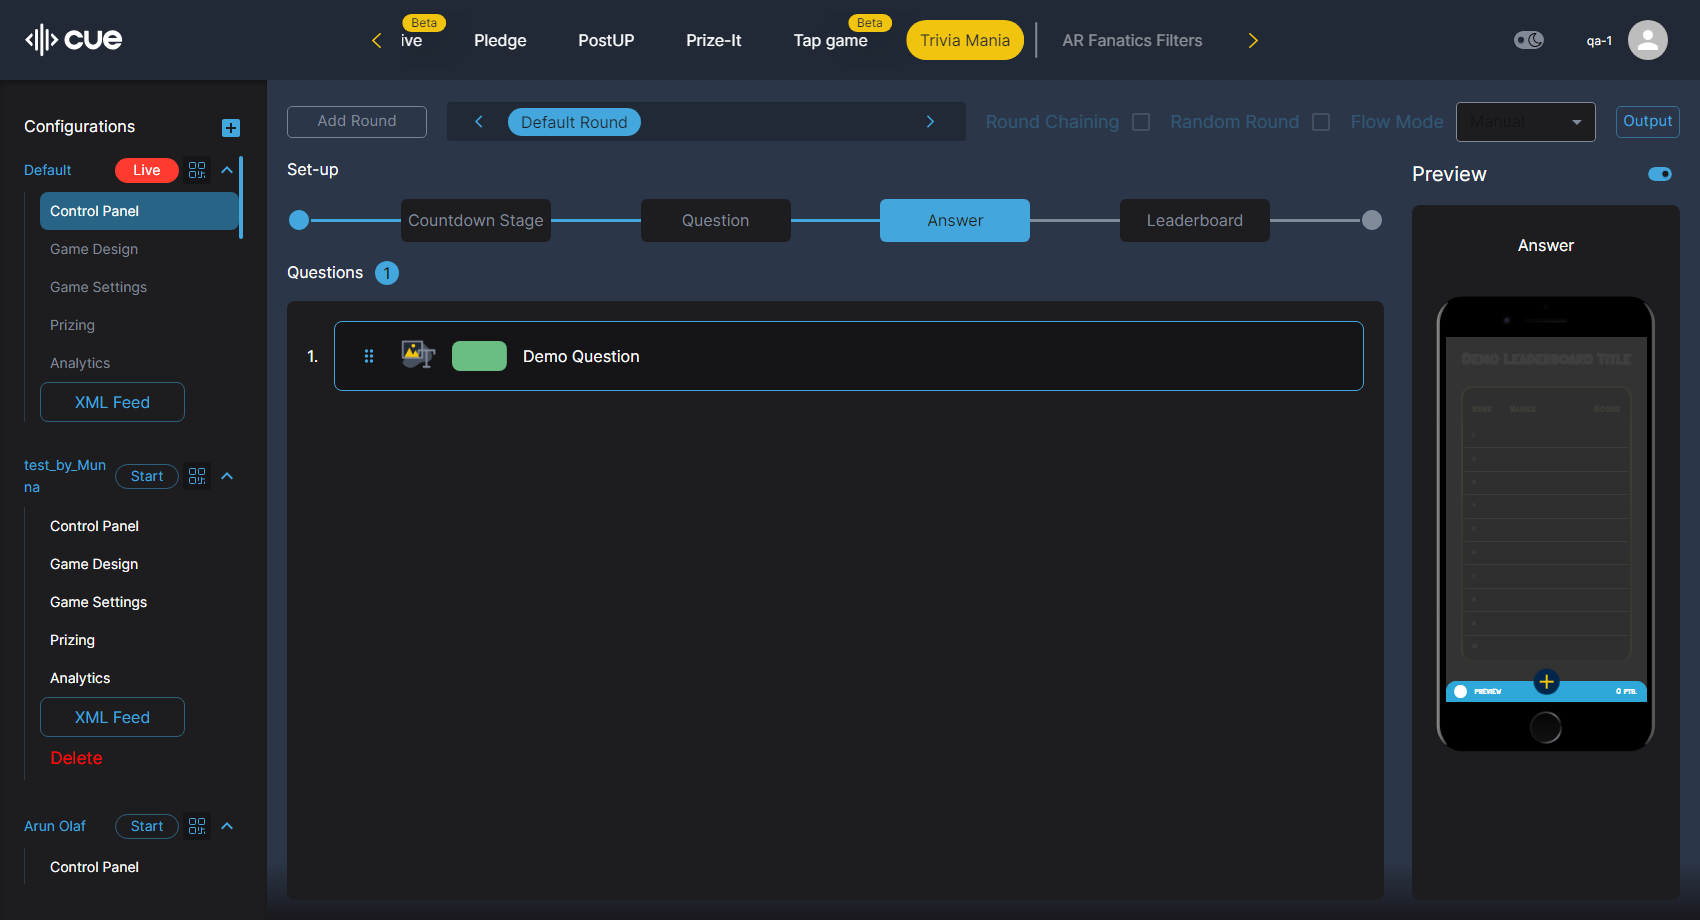 cue
Beta
ive
Pledge
PostUP
Prize-It
Beta
Tap game
Trivia Mania
AR Fanatics Filters
qa-1
Configurations
Default
Live
Control Panel
Game Design
Game Settings
Prizing
Analytics
XML Feed
test_by_Mun
na
Start
Control Panel
Game Design
Game Settings
Prizing
Analytics
XML Feed
Delete
Arun Olaf
Start
Control Panel
Add Round
Default Round
Round Chaining
Random Round
Flow Mode
Manual
Output
Set-up
Countdown Stage
Question
Answer
Leaderboard
Questions 1
1.
Demo Question
Preview
Answer
Demo Leaderboard Title
RANK NAMES SCORE
PREVIEW
0 PTS.